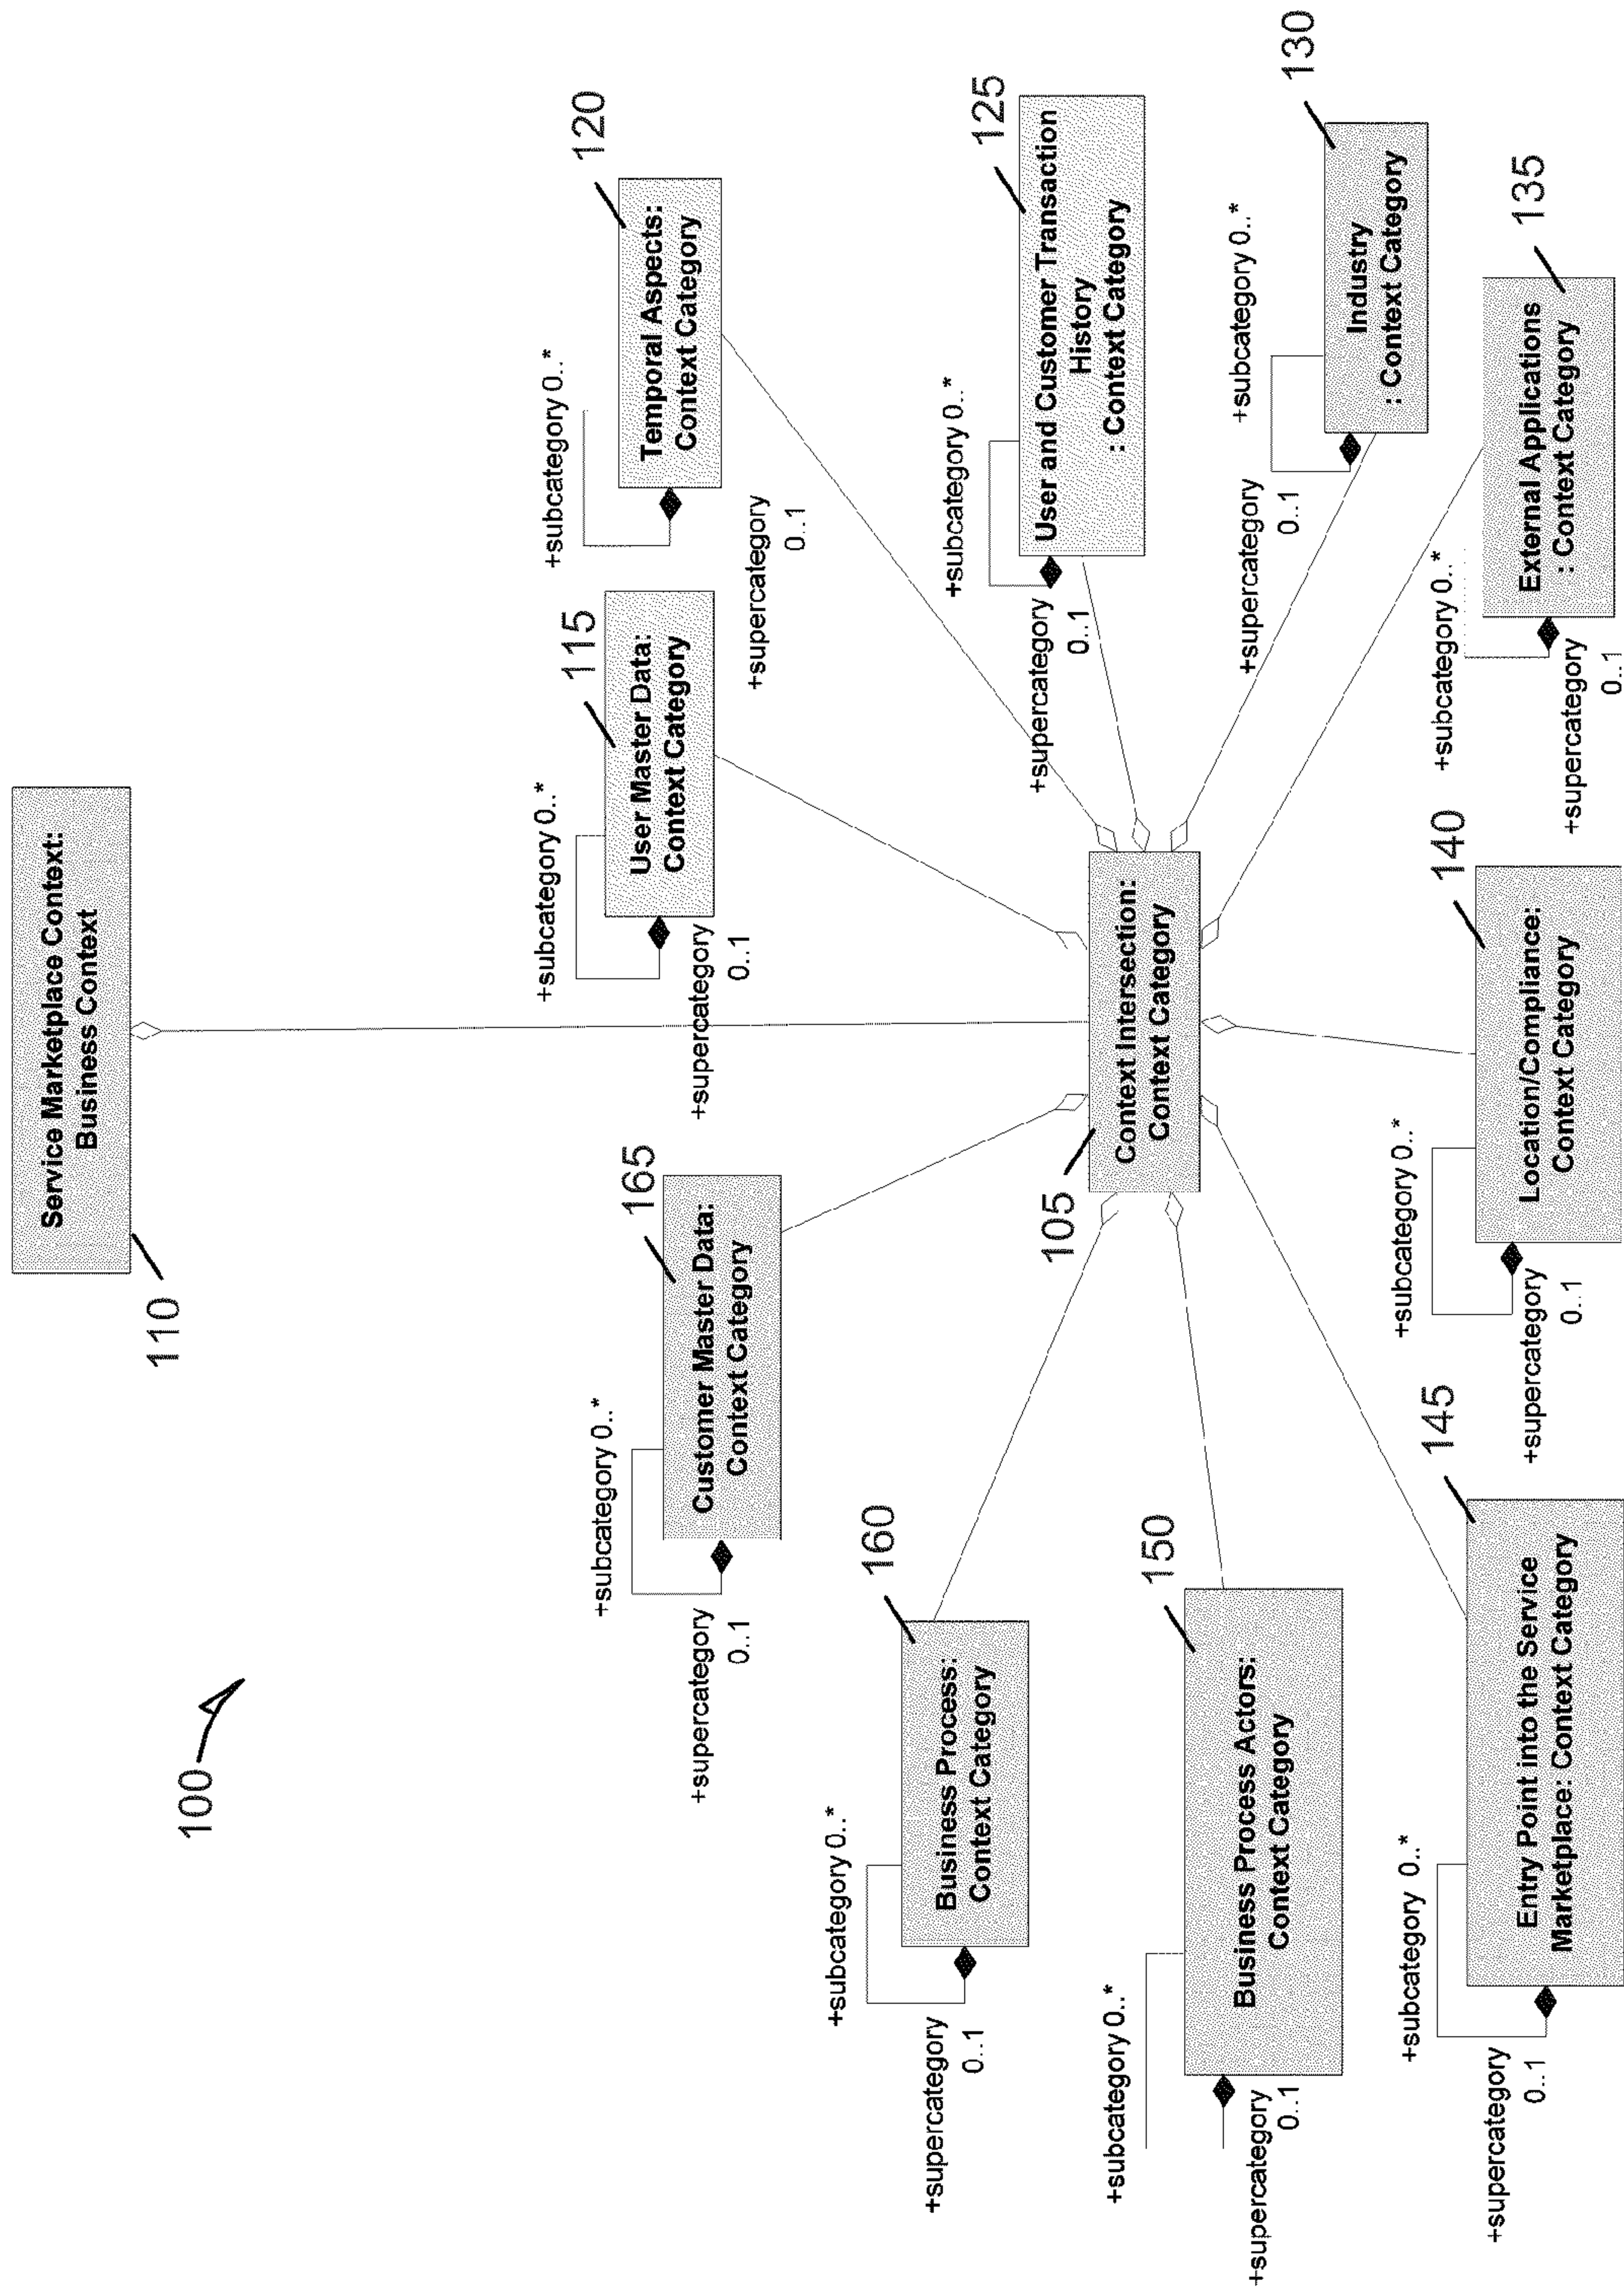 100
110
Service Marketplace Context:
Business Context
+subcategory 0..*
165
Customer Master Data:
Context Category
+supercategory
0..1
+subcategory 0..*
115
User Master Data:
Context Category
+supercategory
0..1
+subcategory 0..*
120
Temporal Aspects:
Context Category
+supercategory
0..1
+subcategory 0..*
160
Business Process:
Context Category
+supercategory
0..1
+subcategory 0..*
125
User and Customer Transaction
History
: Context Category
+supercategory
0..1
+supercategory
105
Context Intersection:
Context Category
+subcategory 0..*
150
Business Process Actors:
Context Category
+supercategory
0..1
+subcategory 0..*
130
Industry
: Context Category
+supercategory
0..1
+subcategory 0..*
145
Entry Point into the Service
Marketplace: Context Category
+supercategory
0..1
+subcategory 0..*
140
Location/Compliance:
Context Category
+supercategory
0..1
+subcategory 0..*
135
External Applications
: Context Category
+supercategory
0..1